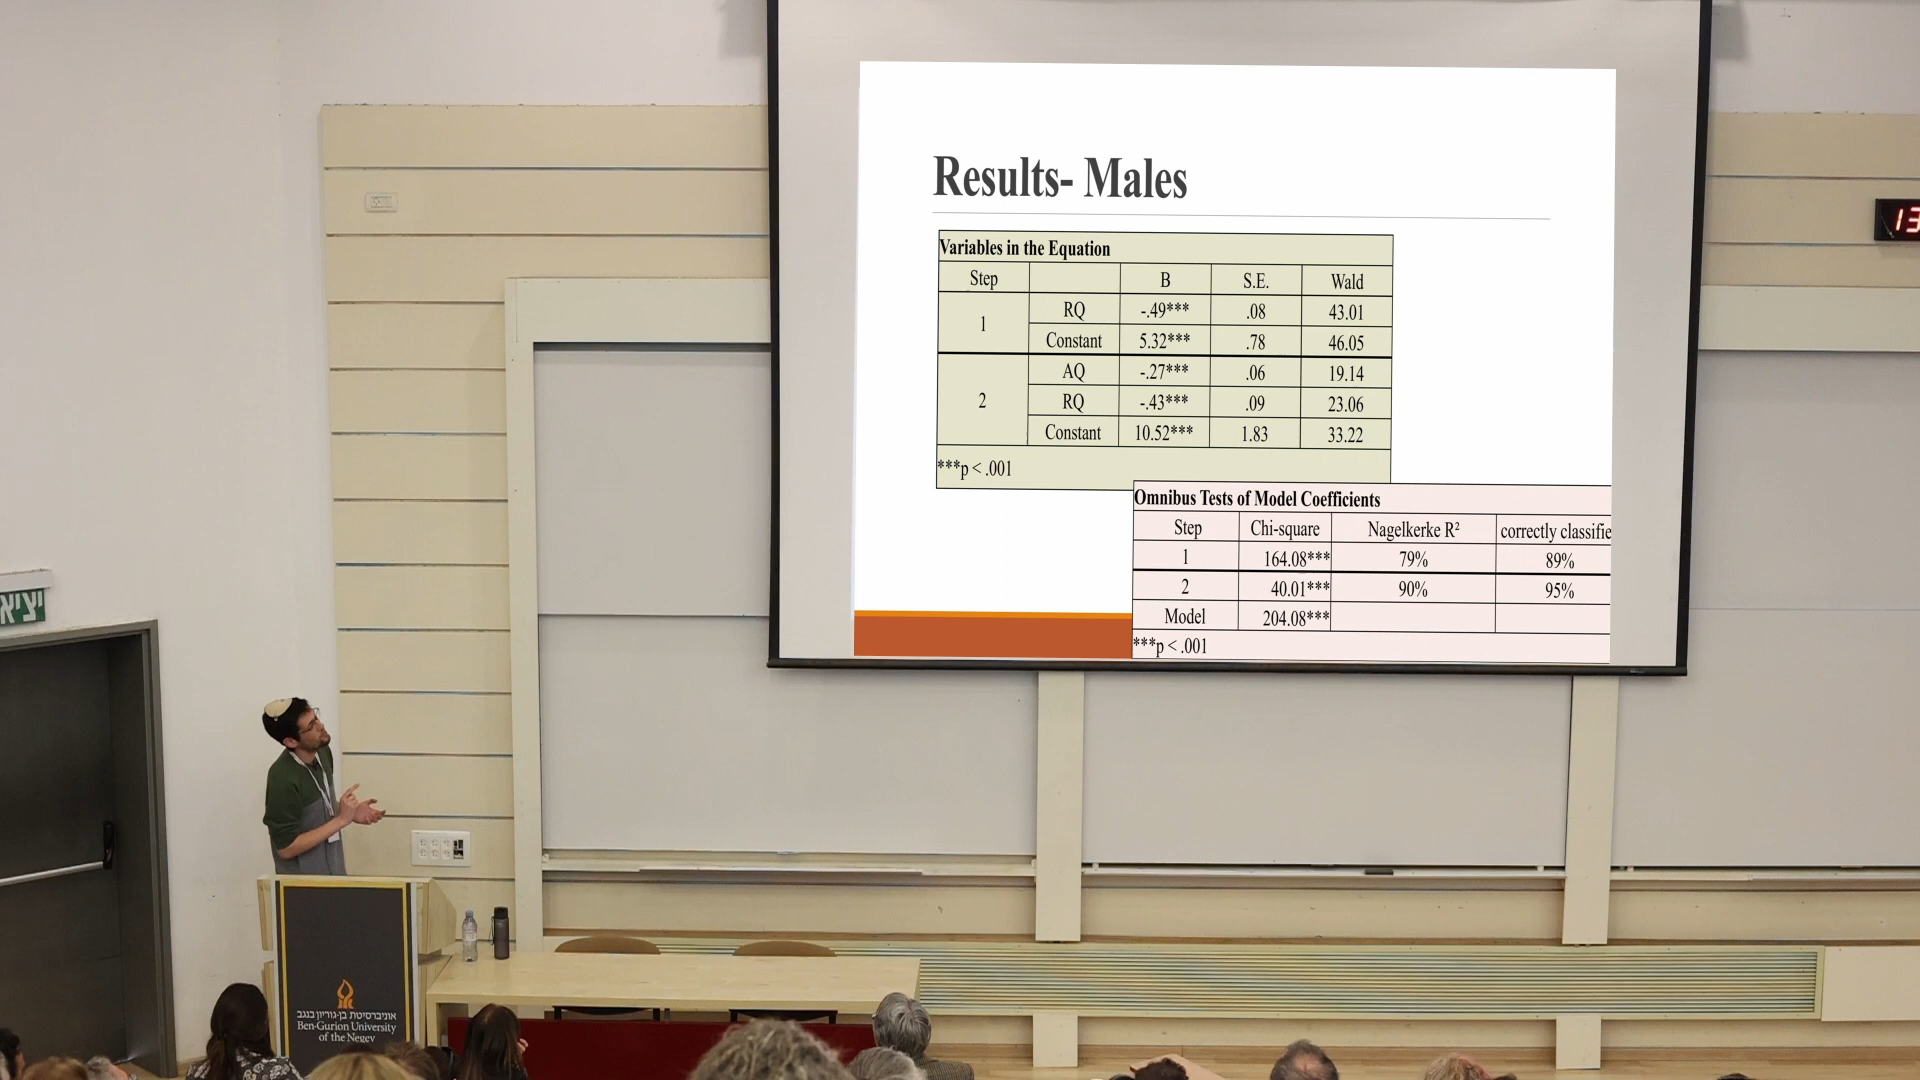 Results- Males
Variables in the Equation
Step B S.E. Wald
1 RQ -.49*** .08 43.01
Constant 5.32*** .78 46.05
2 AQ -.27*** .06 19.14
RQ -.43*** .09 23.06
Constant 10.52*** 1.83 33.22
***p < .001
Omnibus Tests of Model Coefficients
Step Chi-square Nagelkerke R² correctly classifie
1 164.08*** 79% 89%
2 40.01*** 90% 95%
Model 204.08***
***p < .001
13
יציא
אוניברסיטת בן-גוריון בנגב
Ben-Gurion University
of the Negev